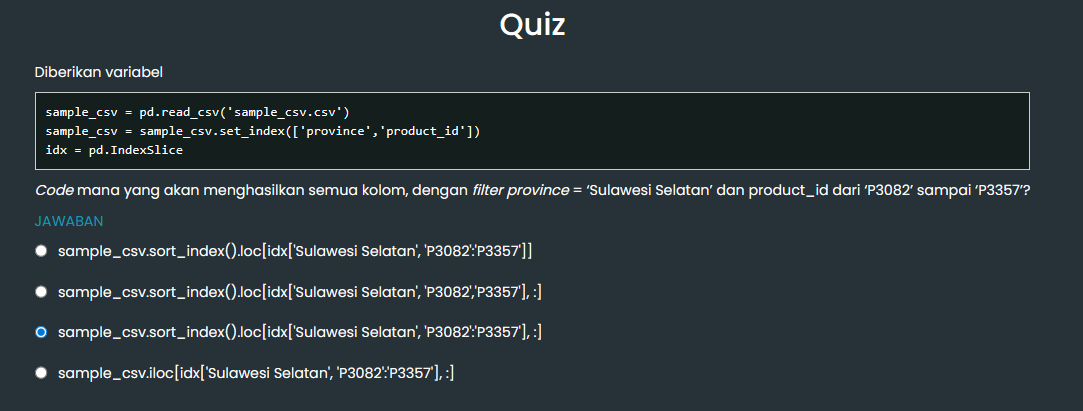 Quiz
Diberikan variabel
sample_csv = pd.read_csv('sample_csv.csv')
sample_csv = sample_csv.set_index(['province','product_id'])
idx = pd.IndexSlice
Code mana yang akan menghasilkan semua kolom, dengan filter province = ‘Sulawesi Selatan’ dan product_id dari ‘P3082’ sampai ‘P3357’?
JAWABAN
sample_csv.sort_index().loc[idx['Sulawesi Selatan', 'P3082':'P3357']]
sample_csv.sort_index().loc[idx['Sulawesi Selatan', 'P3082','P3357'], :]
sample_csv.sort_index().loc[idx['Sulawesi Selatan', 'P3082':'P3357'], :]
sample_csv.iloc[idx['Sulawesi Selatan', 'P3082':'P3357'], :]